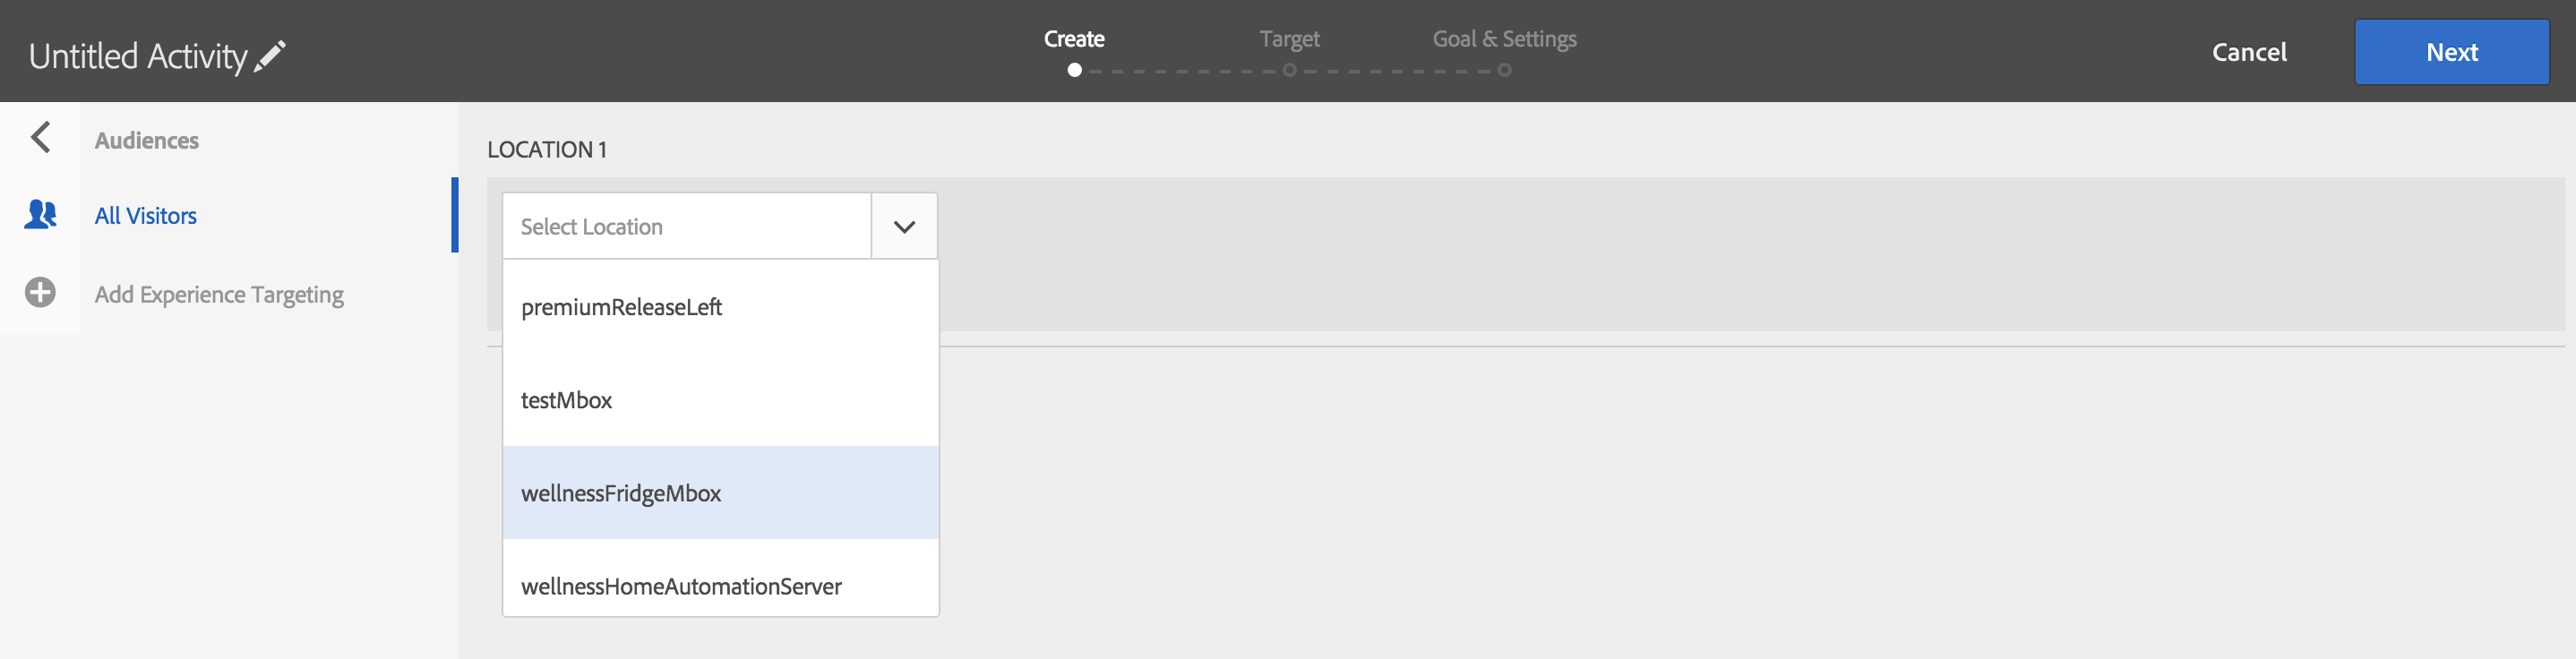 Untitled Activity
Create
Target
Goal & Settings
Cancel
Next
Audiences
All Visitors
Add Experience Targeting
LOCATION 1
Select Location
premiumReleaseLeft
testMbox
wellnessFridgeMbox
wellnessHomeAutomationServer